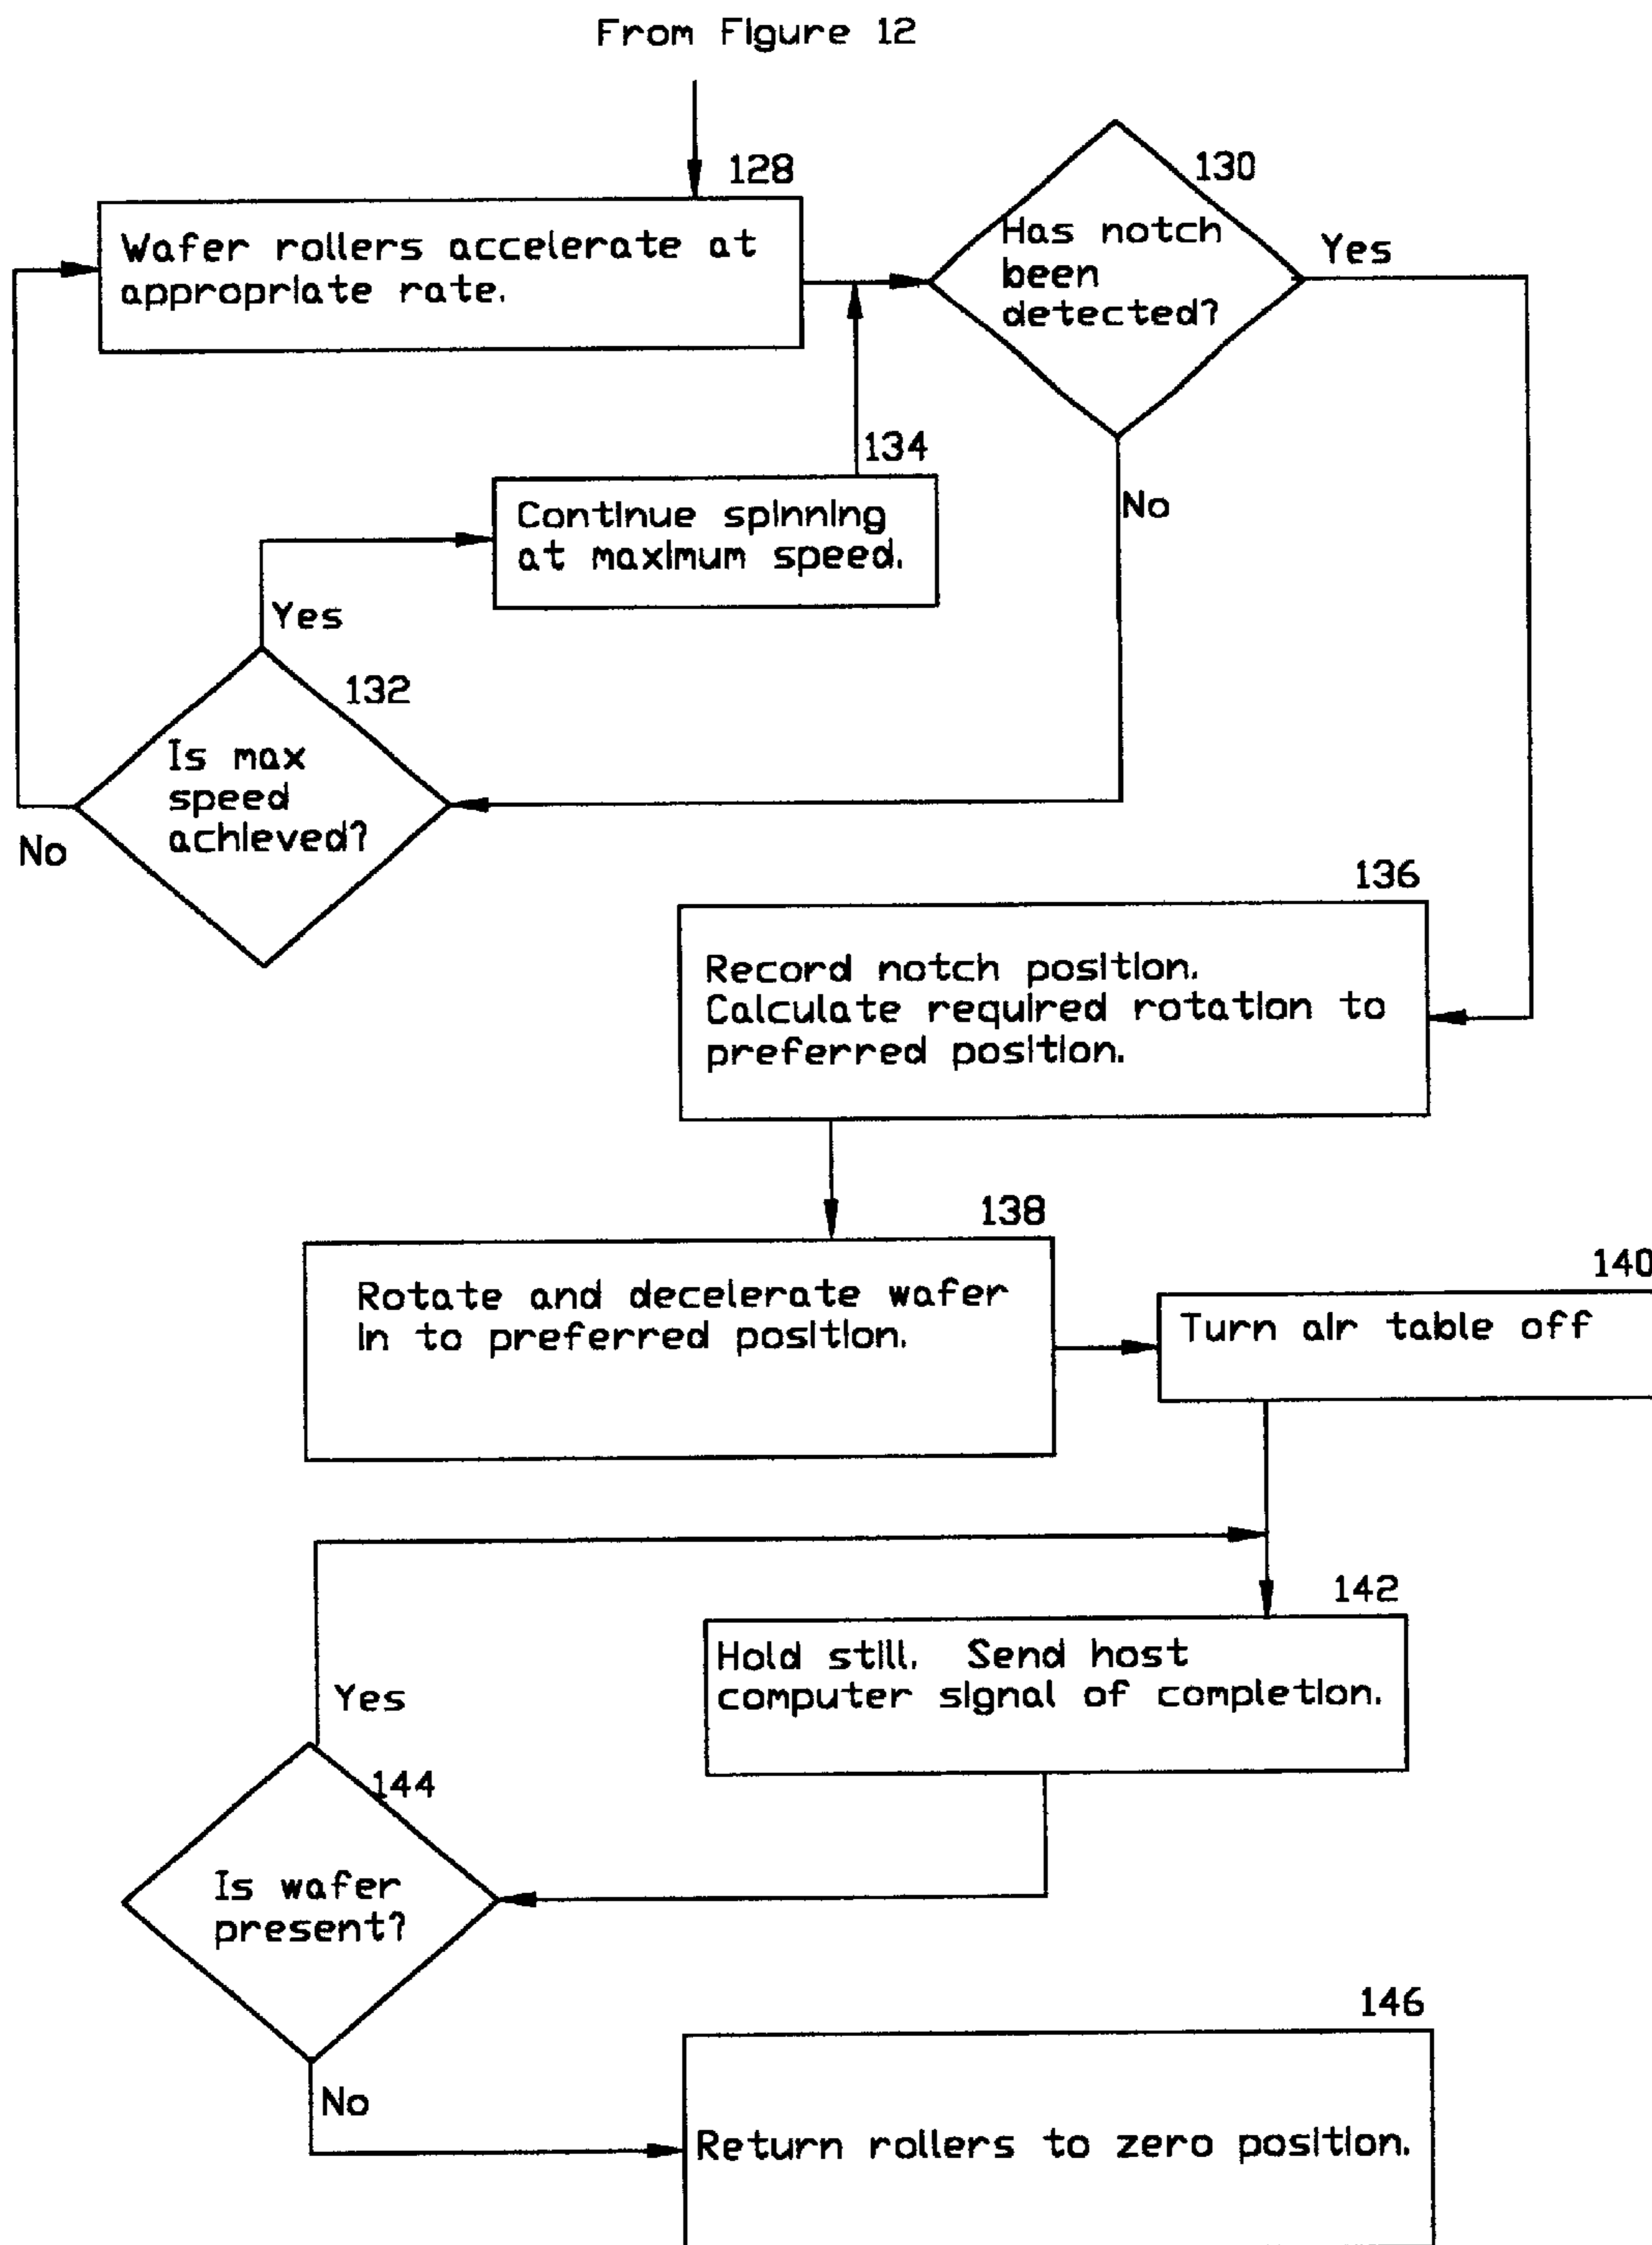 From Figure 12
128
Wafer rollers accelerate at
appropriate rate.
130
Has notch
been
detected?
Yes
No
134
Continue spinning
at maximum speed.
Yes
132
Is max
speed
achieved?
No
136
Record notch position.
Calculate required rotation to
preferred position.
138
Rotate and decelerate wafer
in to preferred position.
140
Turn air table off
142
Hold still. Send host
computer signal of completion.
Yes
144
Is wafer
present?
No
146
Return rollers to zero position.